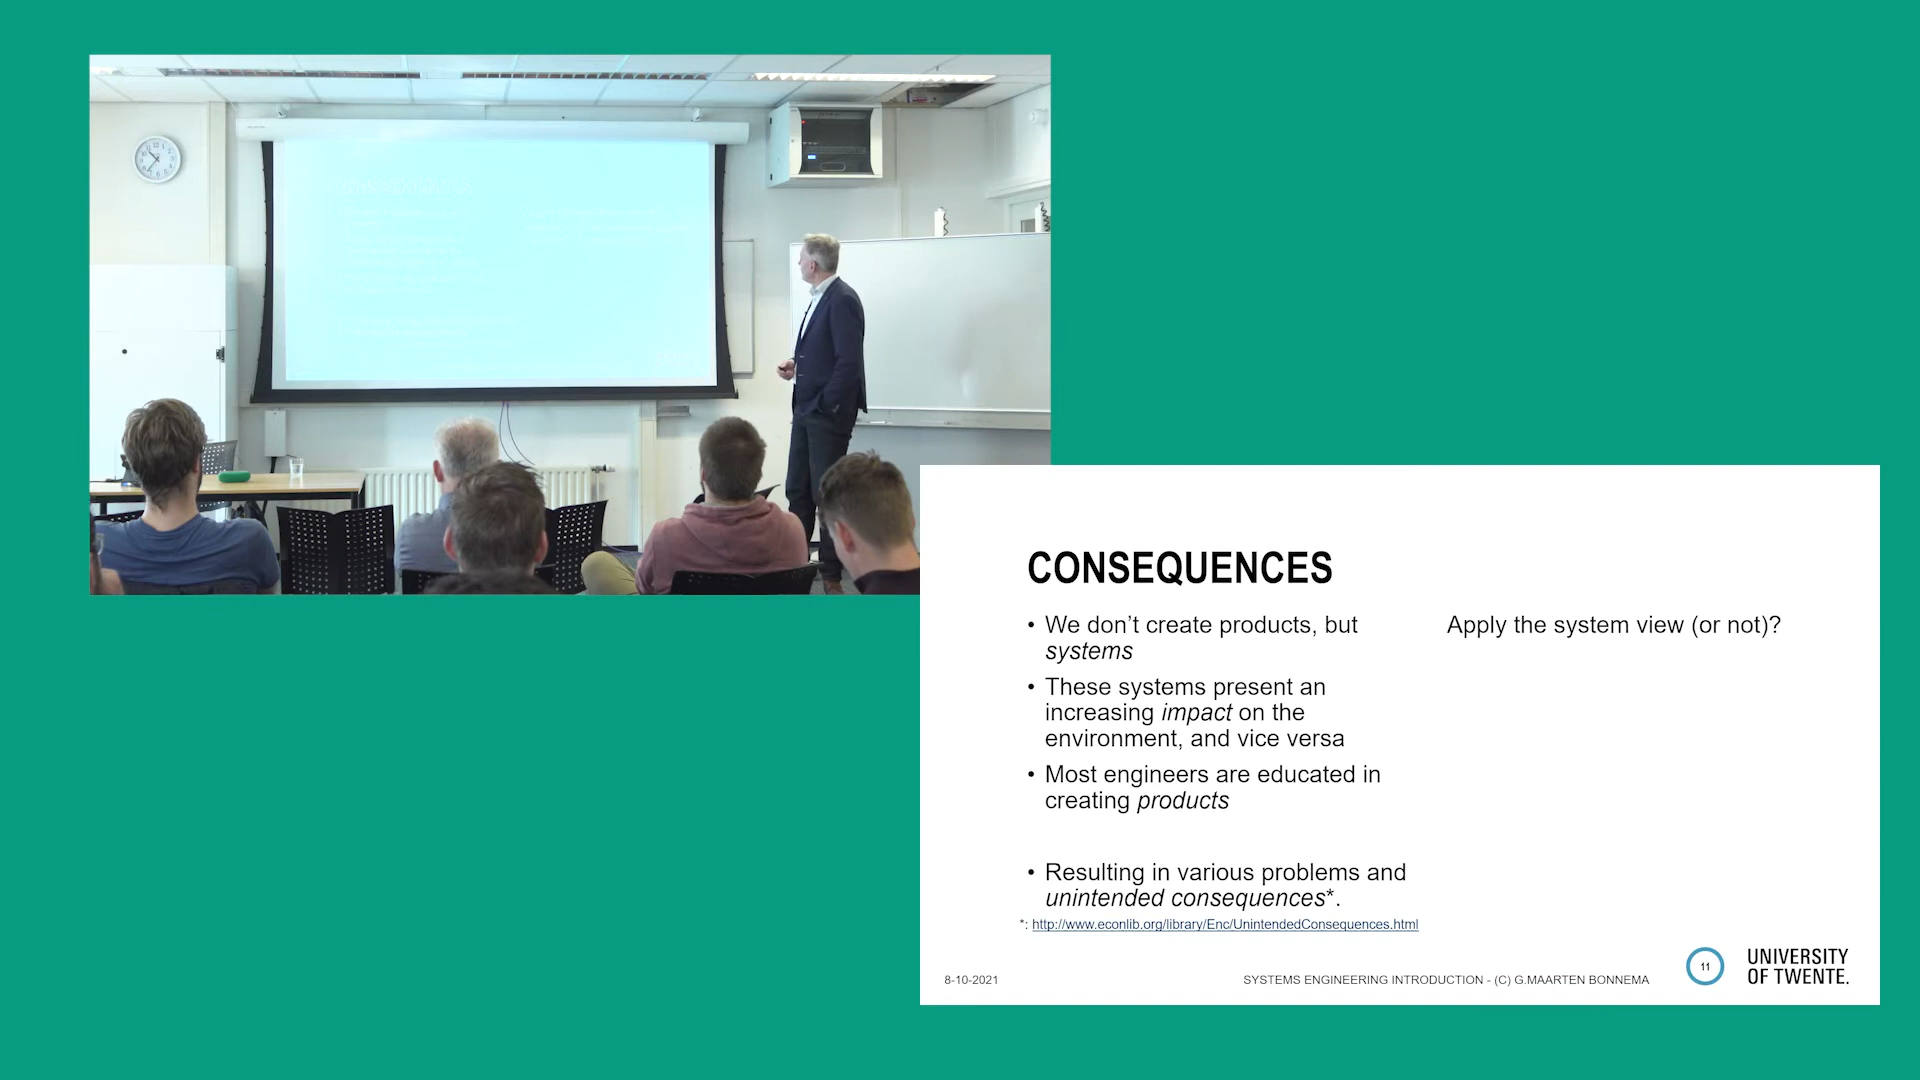 CONSEQUENCES
• We don’t create products, but
systems
• These systems present an
increasing impact on the
environment, and vice versa
• Most engineers are educated in
creating products
• Resulting in various problems and
unintended consequences*.
*: http://www.econlib.org/library/Enc/UnintendedConsequences.html
Apply the system view (or not)?
8-10-2021
SYSTEMS ENGINEERING INTRODUCTION - (C) G.MAARTEN BONNEMA
11
UNIVERSITY
OF TWENTE.